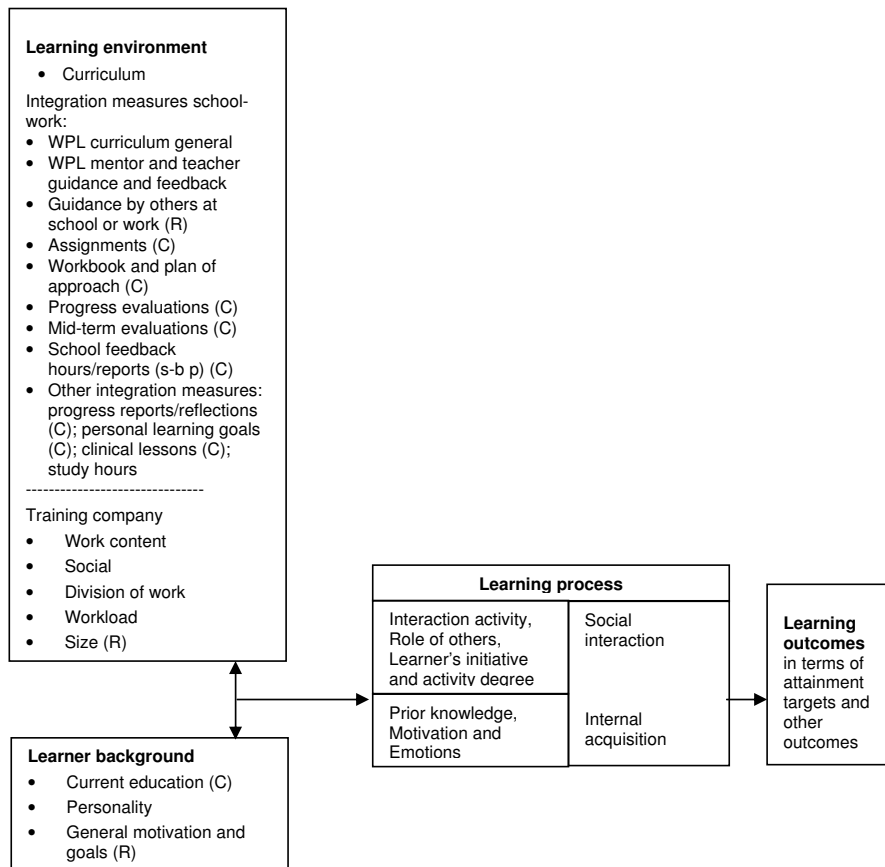 Learning environment
• Curriculum
Integration measures school-
work:
• WPL curriculum general
• WPL mentor and teacher
guidance and feedback
• Guidance by others at
school or work (R)
• Assignments (C)
• Workbook and plan of
approach (C)
• Progress evaluations (C)
• Mid-term evaluations (C)
• School feedback
hours/reports (s-b p) (C)
• Other integration measures:
progress reports/reflections
(C); personal learning goals
(C); clinical lessons (C);
study hours
-------------------------------
Training company
• Work content
• Social
• Division of work
• Workload
• Size (R)
Learner background
• Current education (C)
• Personality
• General motivation and
goals (R)
Learning process
Interaction activity,
Role of others,
Learner's initiative
and activity degree
Social
interaction
Prior knowledge,
Motivation and
Emotions
Internal
acquisition
Learning
outcomes
in terms of
attainment
targets and
other
outcomes